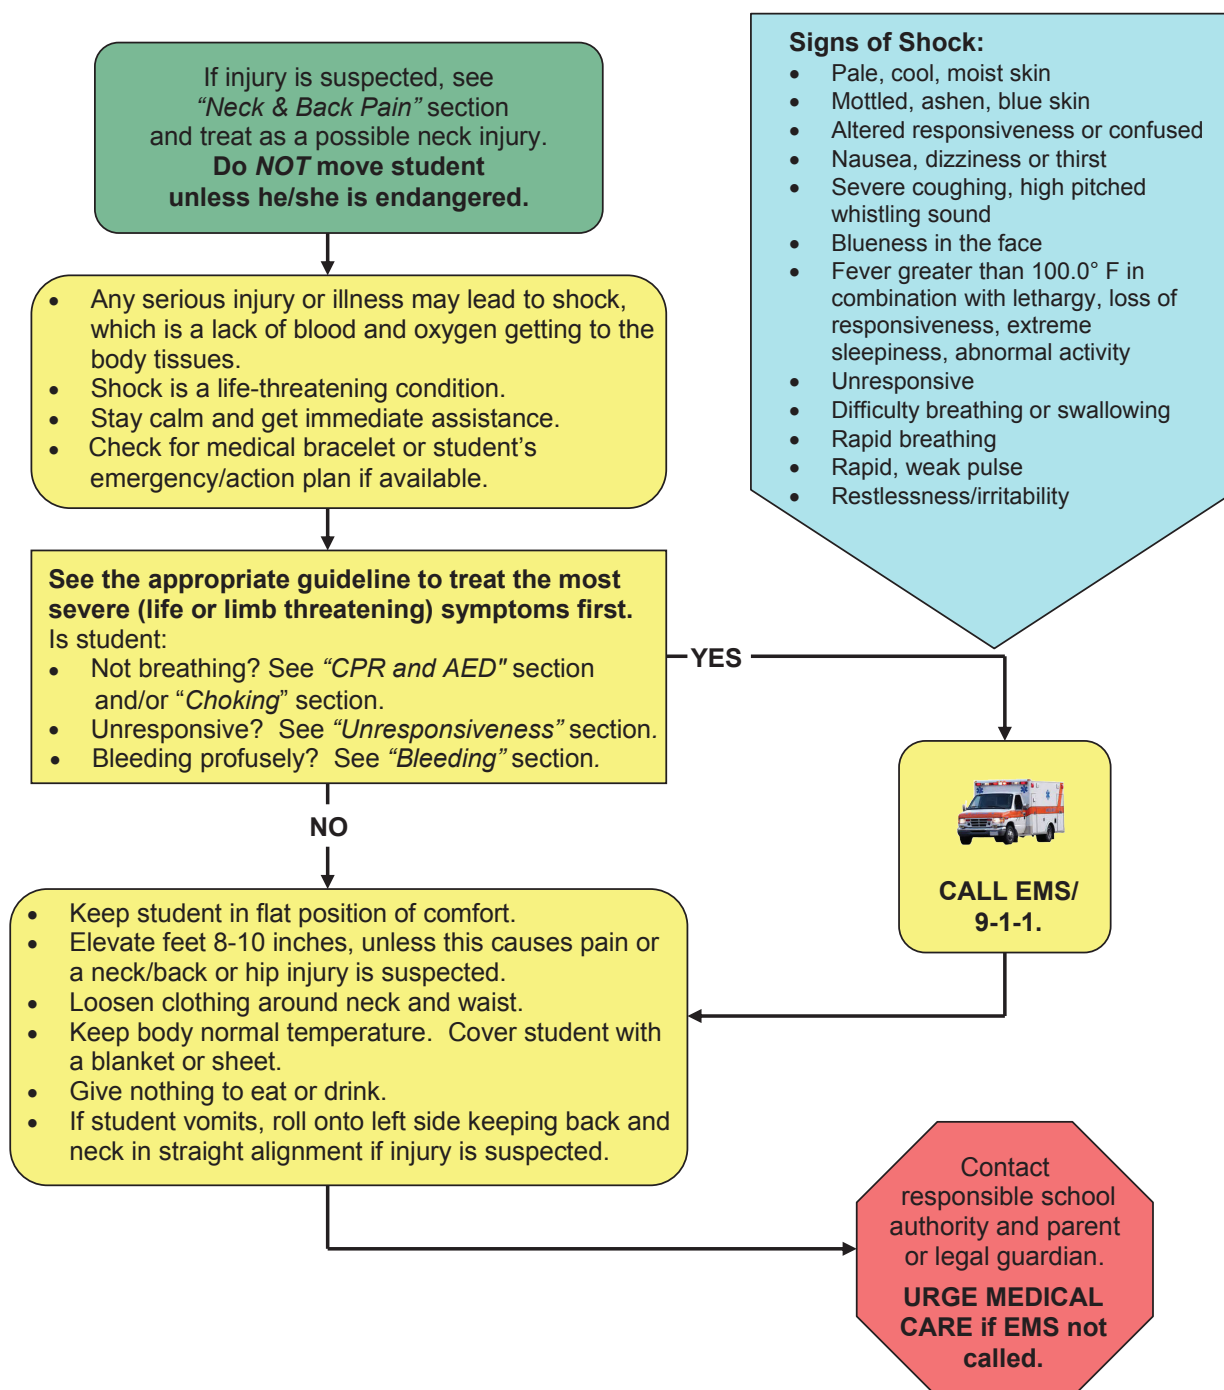 If injury is suspected, see
“Neck & Back Pain” section
and treat as a possible neck injury.
Do NOT move student
unless he/she is endangered.
Signs of Shock:
• Pale, cool, moist skin
• Mottled, ashen, blue skin
• Altered responsiveness or confused
• Nausea, dizziness or thirst
• Severe coughing, high pitched
whistling sound
• Blueness in the face
• Fever greater than 100.0° F in
combination with lethargy, loss of
responsiveness, extreme
sleepiness, abnormal activity
• Unresponsive
• Difficulty breathing or swallowing
• Rapid breathing
• Rapid, weak pulse
• Restlessness/irritability
• Any serious injury or illness may lead to shock,
which is a lack of blood and oxygen getting to the
body tissues.
• Shock is a life-threatening condition.
• Stay calm and get immediate assistance.
• Check for medical bracelet or student’s
emergency/action plan if available.
See the appropriate guideline to treat the most
severe (life or limb threatening) symptoms first.
Is student:
• Not breathing? See “CPR and AED" section
and/or “Choking” section.
• Unresponsive? See “Unresponsiveness” section.
• Bleeding profusely? See “Bleeding” section.
YES
NO
CALL EMS/
9-1-1.
• Keep student in flat position of comfort.
• Elevate feet 8-10 inches, unless this causes pain or
a neck/back or hip injury is suspected.
• Loosen clothing around neck and waist.
• Keep body normal temperature. Cover student with
a blanket or sheet.
• Give nothing to eat or drink.
• If student vomits, roll onto left side keeping back and
neck in straight alignment if injury is suspected.
Contact
responsible school
authority and parent
or legal guardian.
URGE MEDICAL
CARE if EMS not
called.